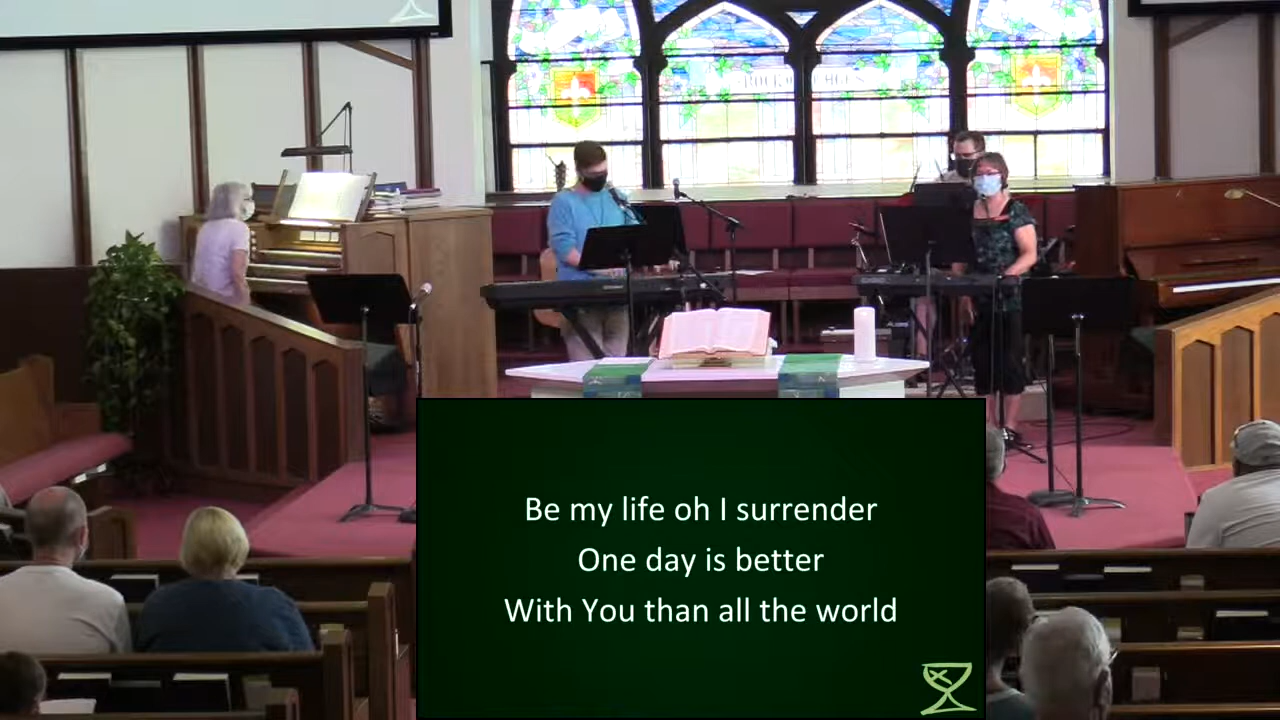 Be my life oh I surrender
One day is better
With You than all the world